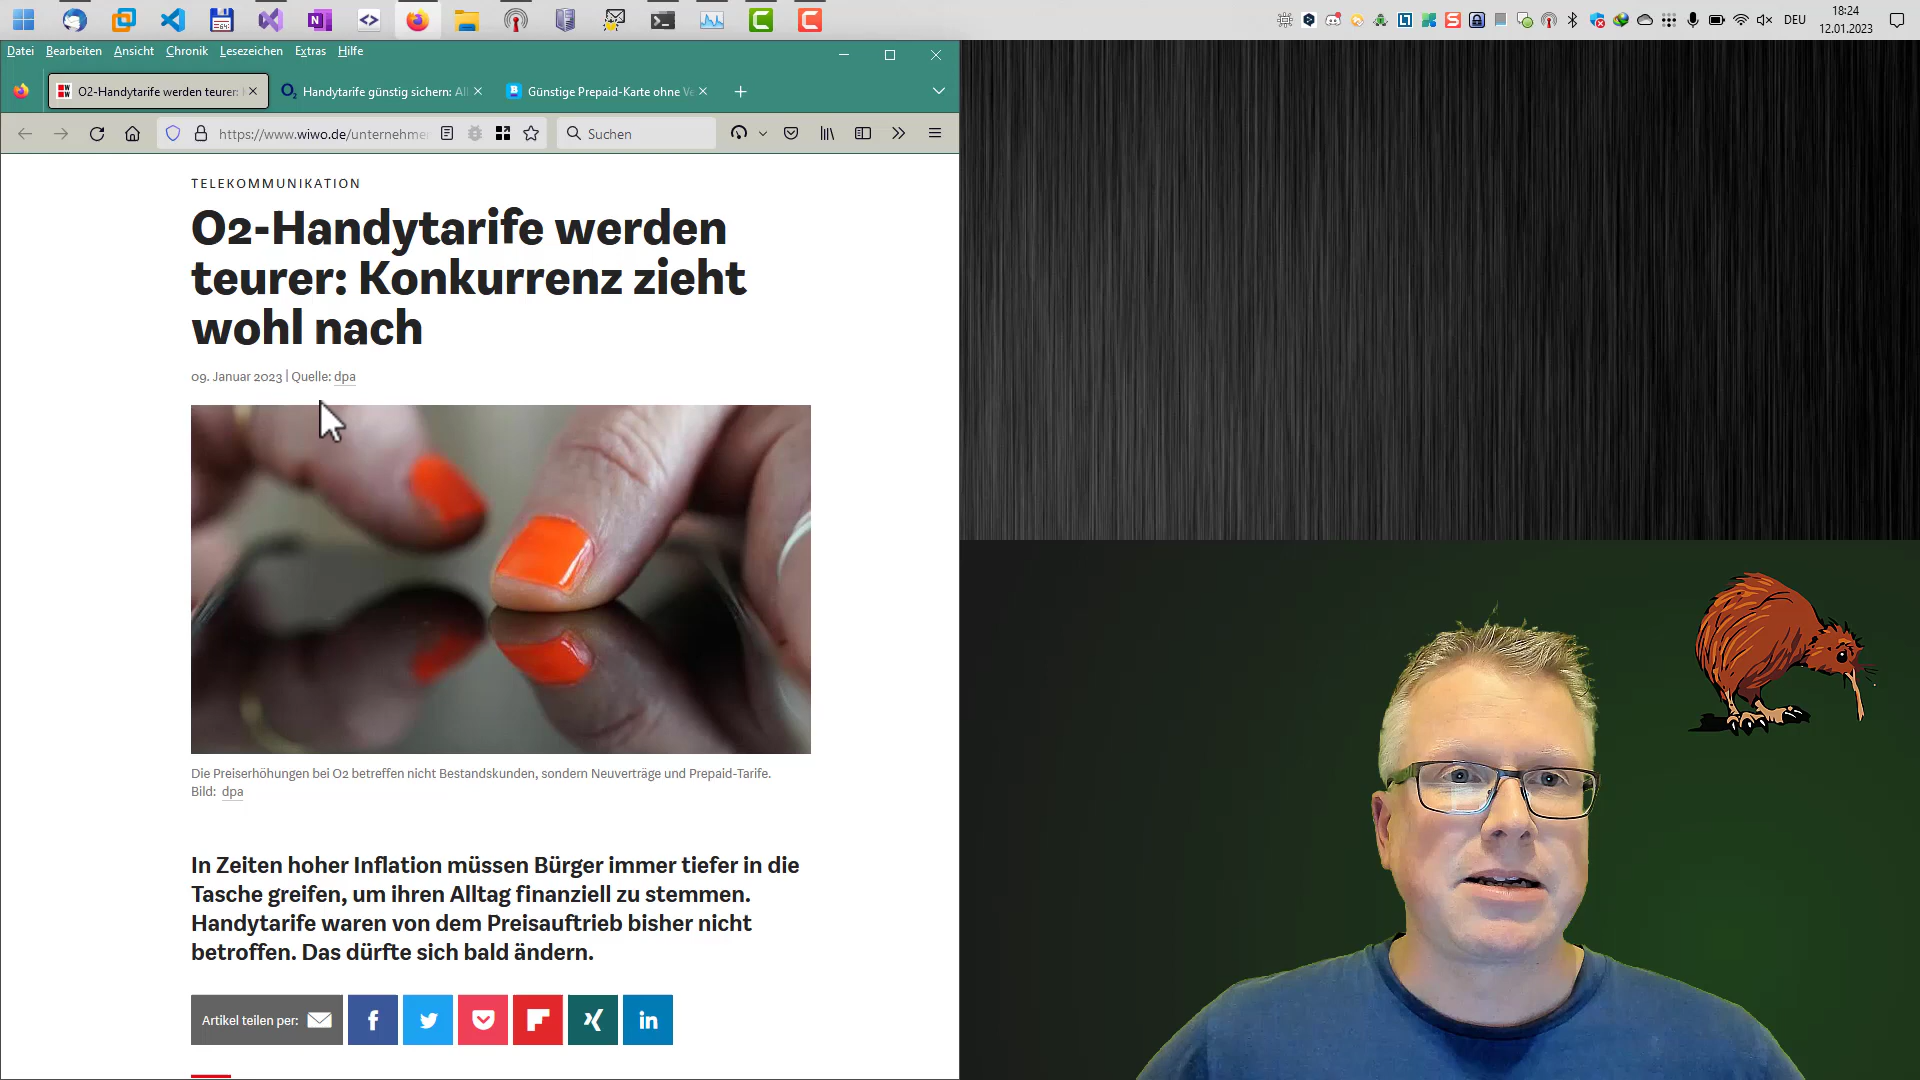 18:24
DEU
12.01.2023
Datei Bearbeiten Ansicht Chronik Lesezeichen Extras Hilfe
O2-Handytarife werden teurer:
Handytarife günstig sichern: Al
Günstige Prepaid-Karte ohne Ve
https://www.wiwo.de/unternehmen
Suchen
TELEKOMMUNIKATION
O2-Handytarife werden
teurer: Konkurrenz zieht
wohl nach
09. Januar 2023 | Quelle: dpa
Die Preiserhöhungen bei O2 betreffen nicht Bestandskunden, sondern Neuverträge und Prepaid-Tarife.
Bild: dpa
In Zeiten hoher Inflation müssen Bürger immer tiefer in die
Tasche greifen, um ihren Alltag finanziell zu stemmen.
Handytarife waren von dem Preisauftrieb bisher nicht
betroffen. Das dürfte sich bald ändern.
Artikel teilen per: